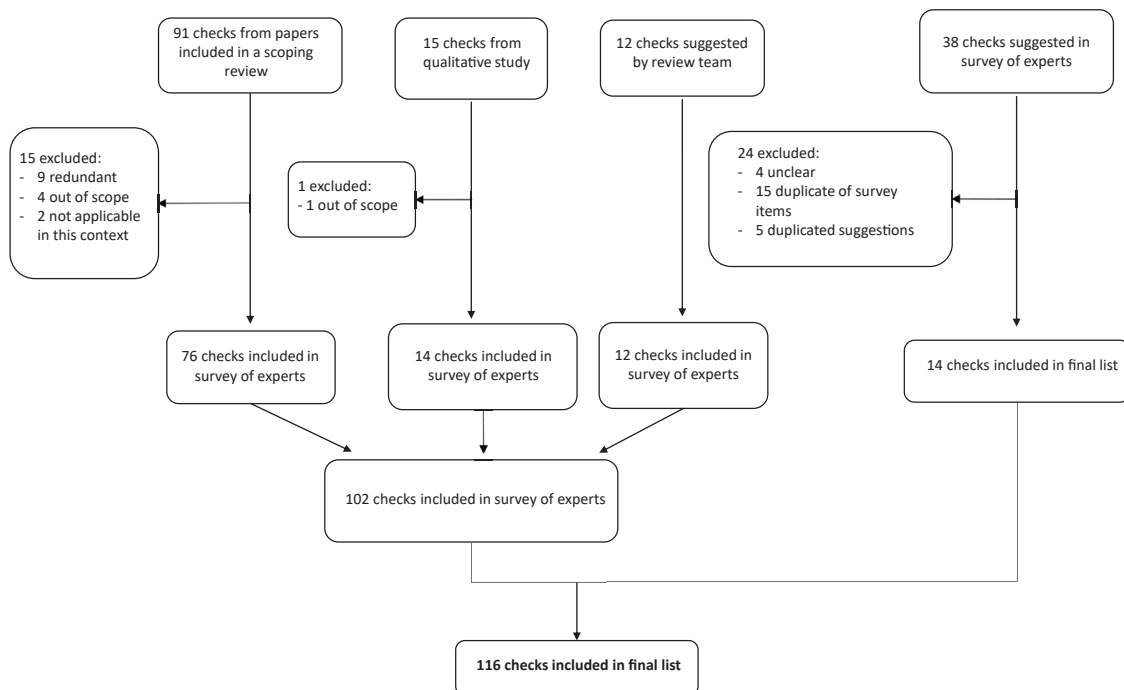 91 checks from papers
included in a scoping
review
15 checks from
qualitative study
12 checks suggested
by review team
38 checks suggested in
survey of experts
15 excluded:
- 9 redundant
- 4 out of scope
- 2 not applicable
in this context
1 excluded:
- 1 out of scope
24 excluded:
- 4 unclear
- 15 duplicate of survey
items
- 5 duplicated suggestions
76 checks included in
survey of experts
14 checks included in
survey of experts
12 checks included in
survey of experts
14 checks included in final list
102 checks included in survey of experts
116 checks included in final list